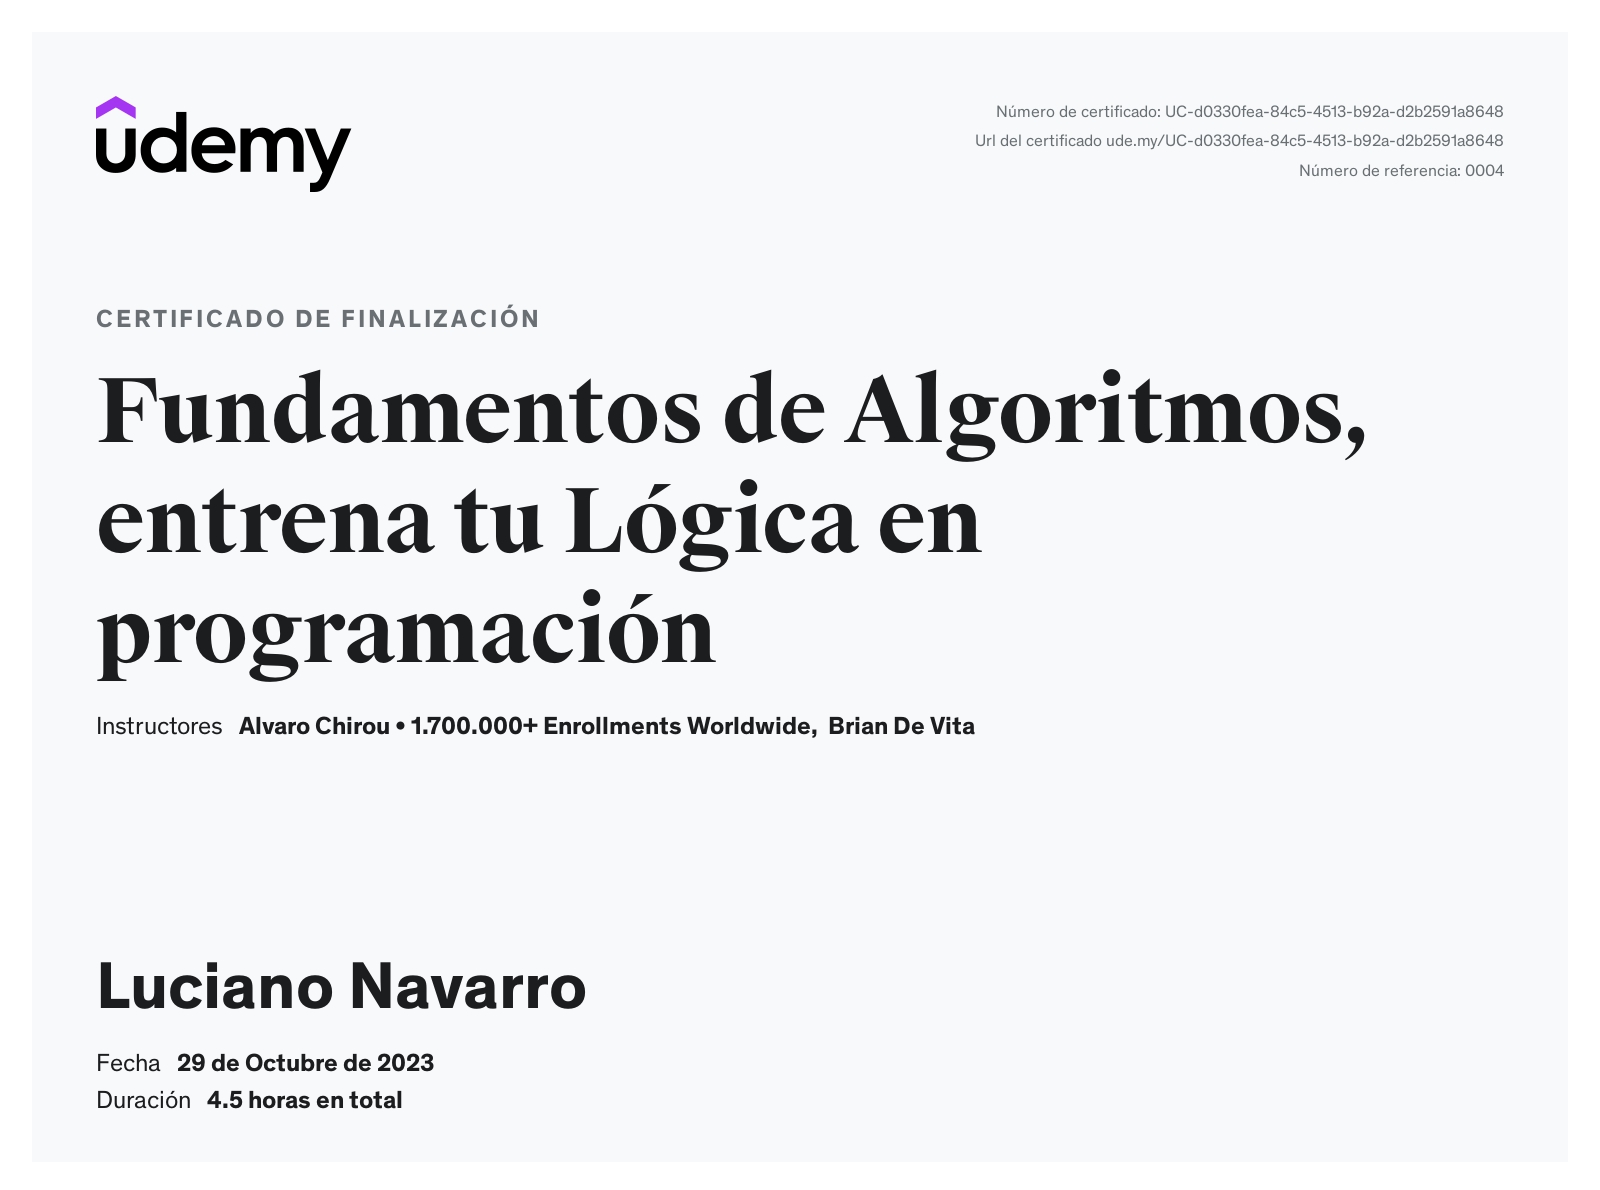 udemy
Número de certificado: UC-d0330fea-84c5-4513-b92a-d2b2591a8648
Url del certificado ude.my/UC-d0330fea-84c5-4513-b92a-d2b2591a8648
Número de referencia: 0004
CERTIFICADO DE FINALIZACIÓN
Fundamentos de Algoritmos,
entrena tu Lógica en
programación
Instructores Alvaro Chirou • 1.700.000+ Enrollments Worldwide, Brian De Vita
Luciano Navarro
Fecha 29 de Octubre de 2023
Duración 4.5 horas en total